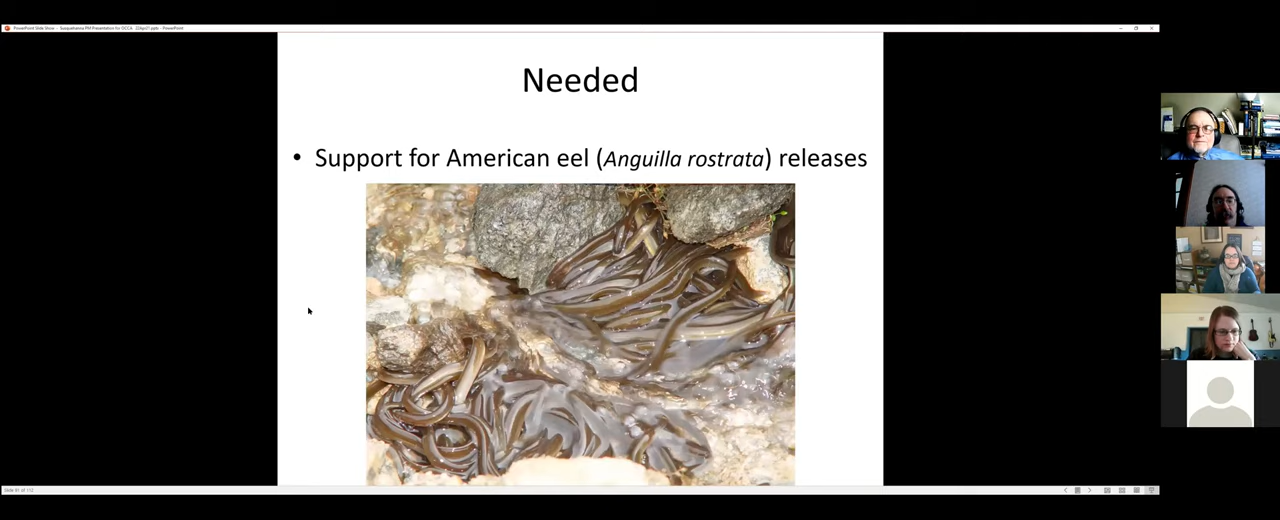 Needed
• Support for American eel (Anguilla rostrata) releases